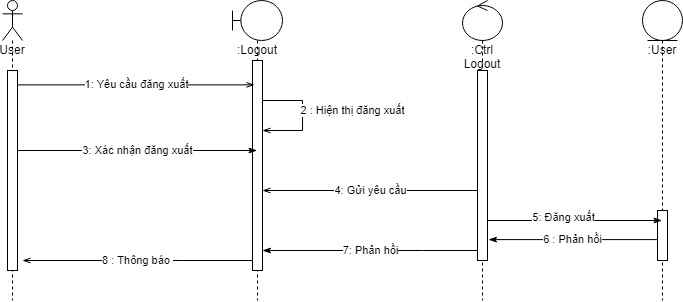 User
:Logout
:Ctrl
Logout
:User
1: Yêu cầu đăng xuất
2 : Hiện thị đăng xuất
3: Xác nhận đăng xuất
4: Gửi yêu cầu
5: Đăng xuất
6 : Phản hồi
7: Phản hồi
8 : Thông báo